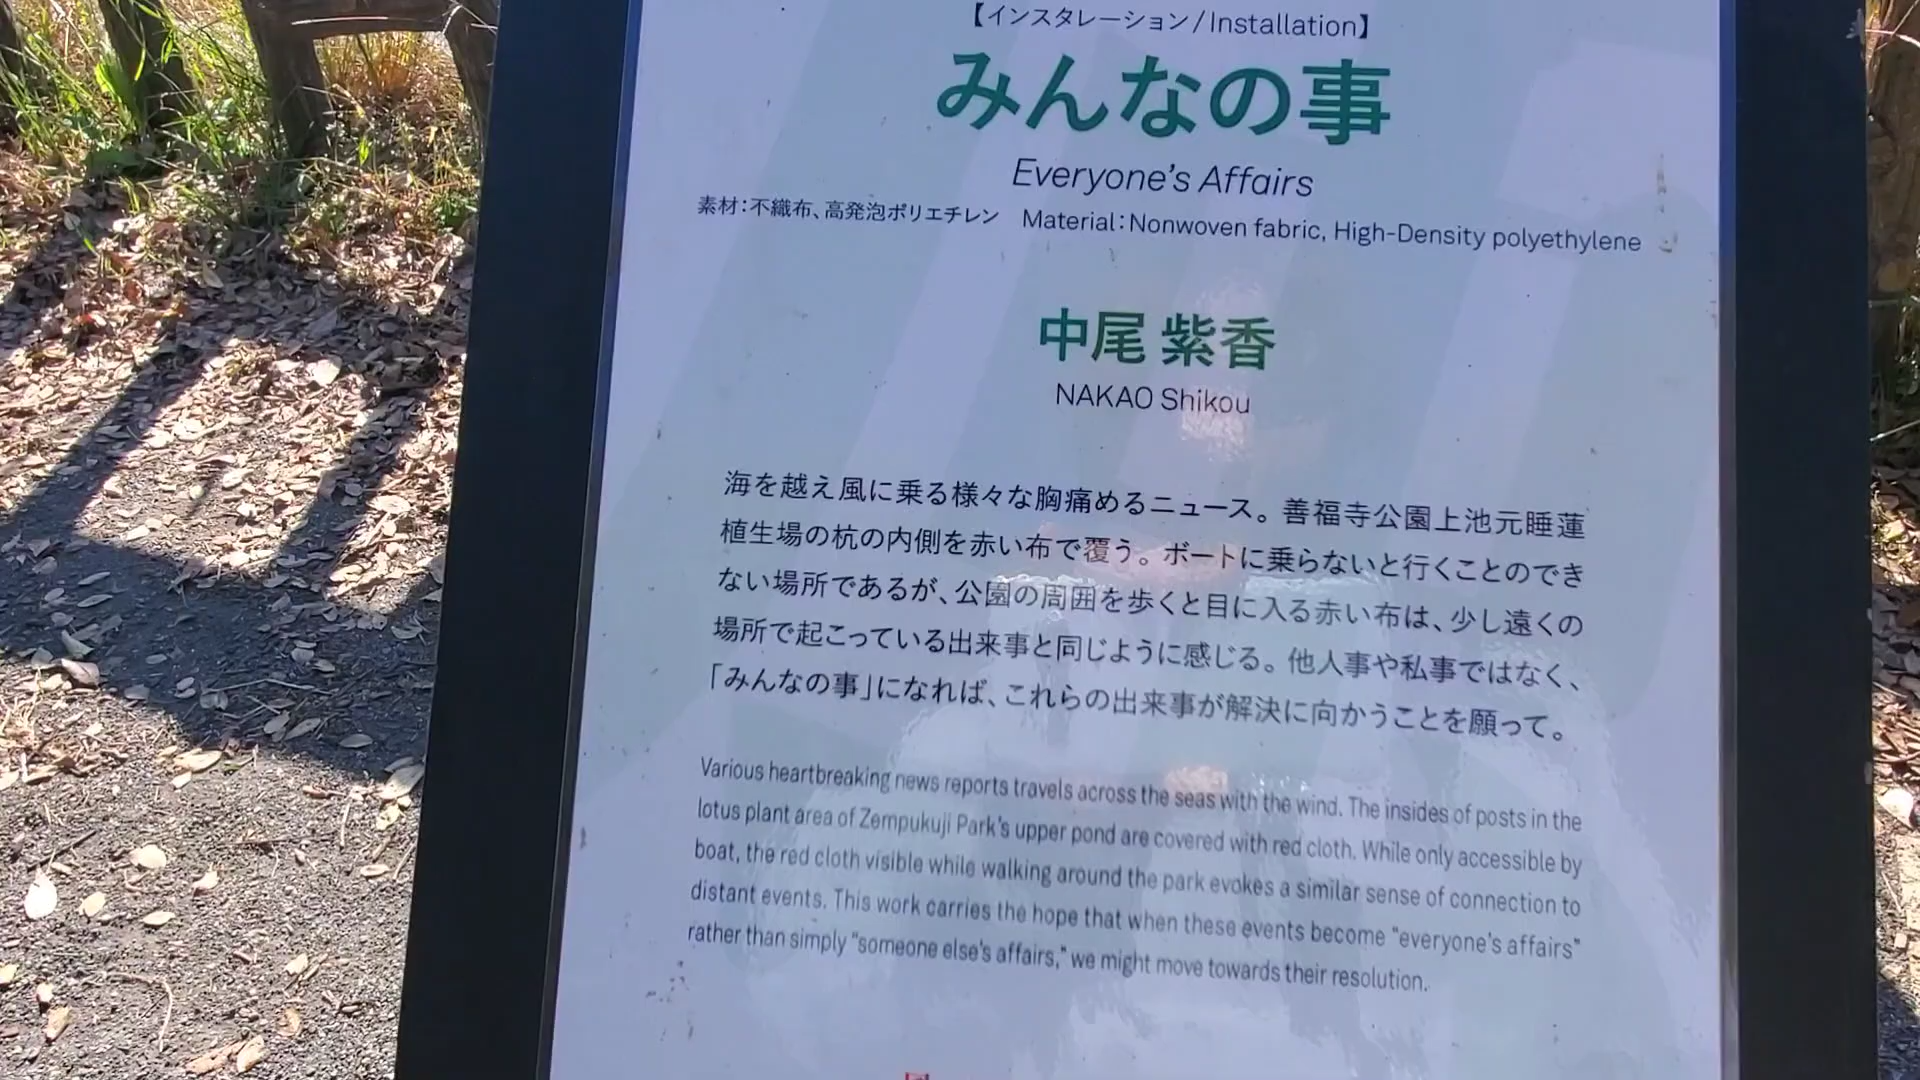 【インスタレーション/Installation】
みんなの事
Everyone's Affairs
素材:不織布、高発泡ポリエチレン Material:Nonwoven fabric, High-Density polyethylene
中尾 紫香
NAKAO Shikou
海を越え風に乗る様々な胸痛めるニュース。善福寺公園上池元睡蓮
植生場の杭の内側を赤い布で覆う。ボートに乗らないと行くことのでき
ない場所であるが、公園の周囲を歩くと目に入る赤い布は、少し遠くの
場所で起こっている出来事と同じように感じる。他人事や私事ではなく、
「みんなの事」になれば、これらの出来事が解決に向かうことを願って。
Various heartbreaking news reports travels across the seas with the wind. The insides of posts in the
lotus plant area of Zempukuji Park's upper pond are covered with red cloth. While only accessible by
boat, the red cloth visible while walking around the park evokes a similar sense of connection to
distant events. This work carries the hope that when these events become "everyone's affairs"
rather than simply "someone else's affairs," we might move towards their resolution.